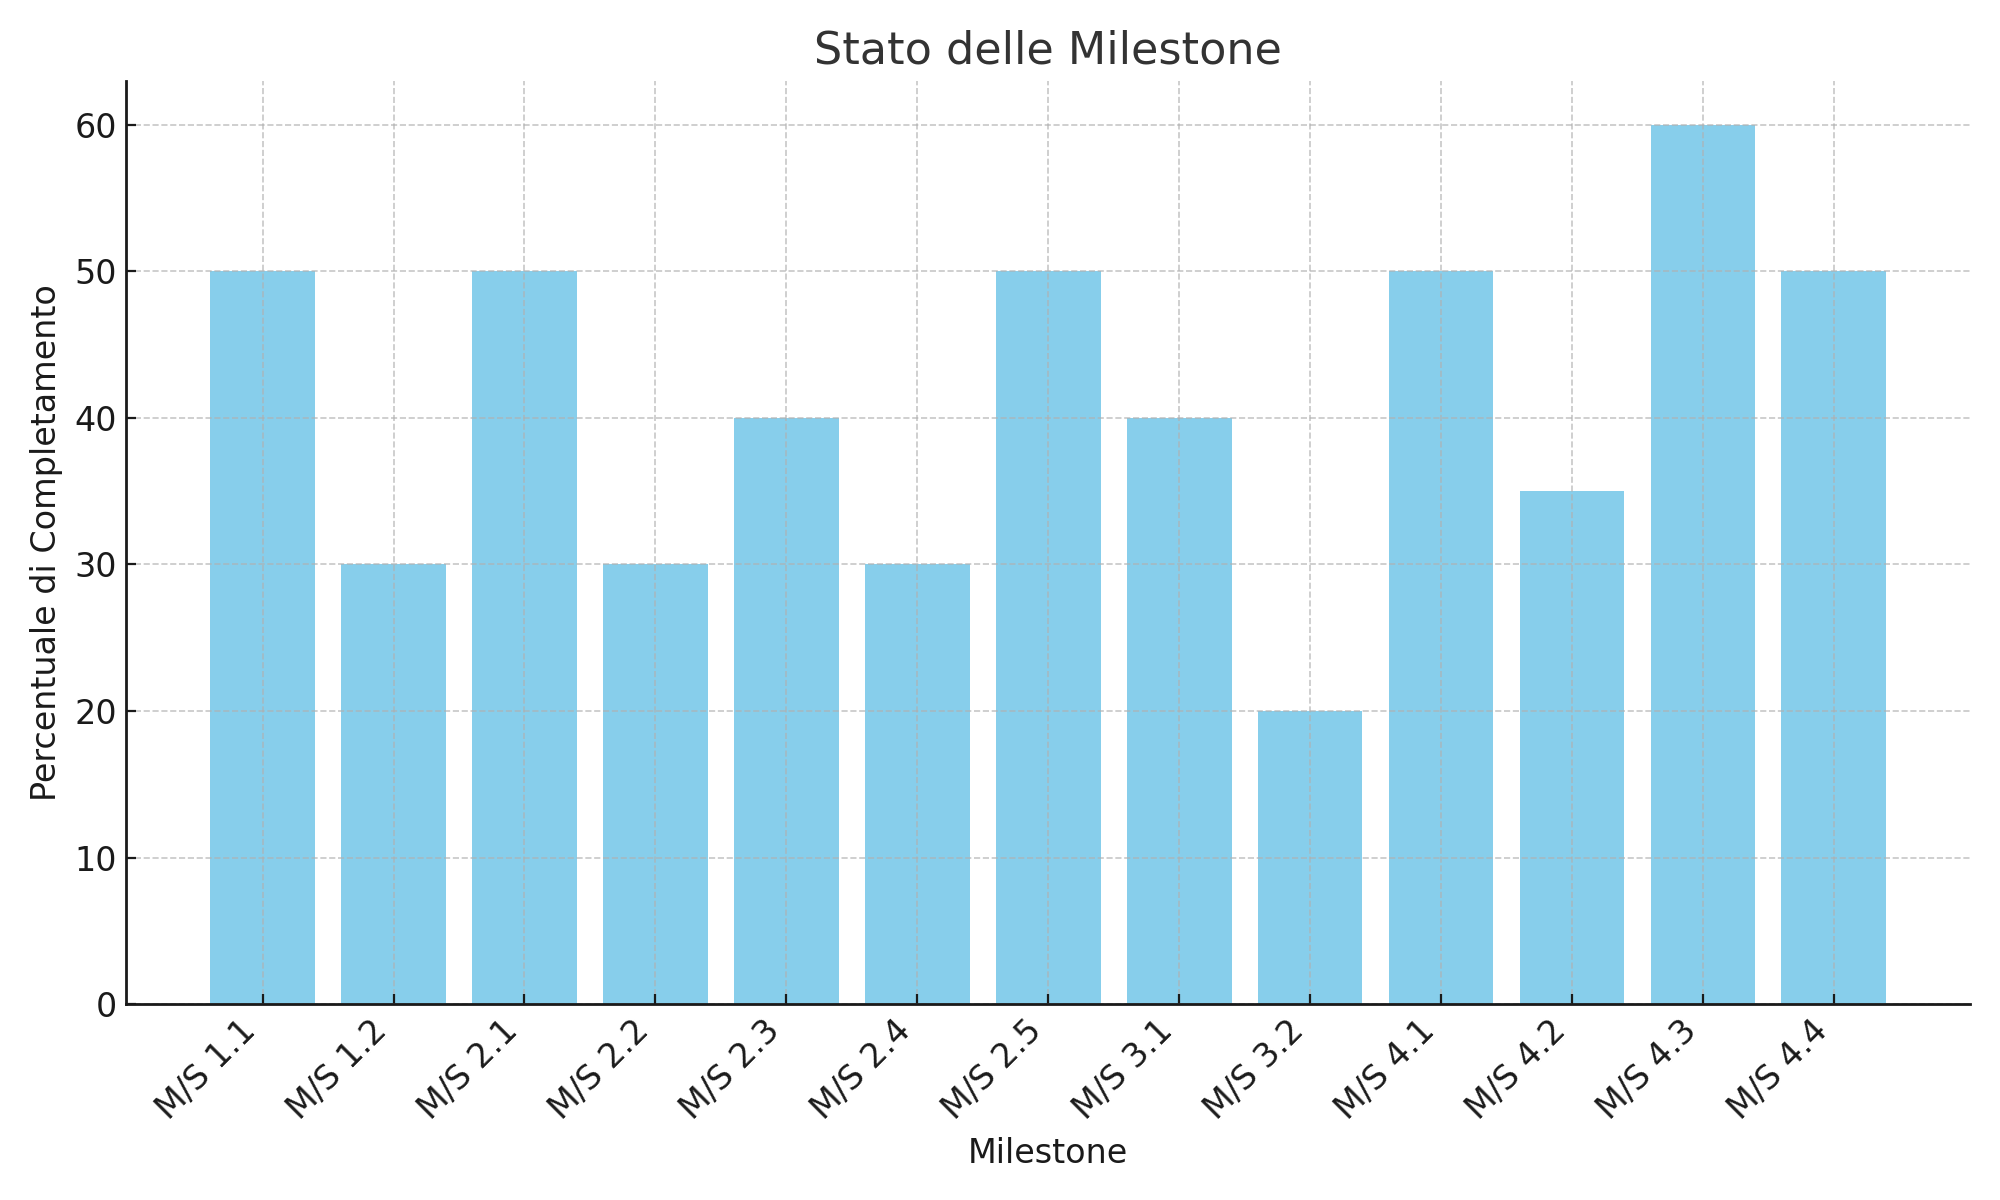 Stato delle Milestone
Percentuale di Completamento
60
50
40
30
20
10
0
M/S 1.1
M/S 1.2
M/S 2.1
M/S 2.2
M/S 2.3
M/S 2.4
M/S 2.5
M/S 3.1
M/S 3.2
M/S 4.1
M/S 4.2
M/S 4.3
M/S 4.4
Milestone